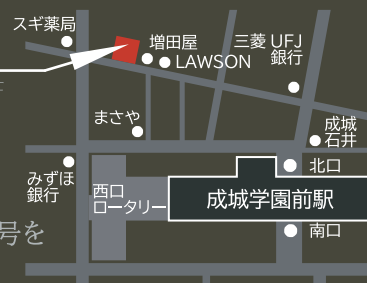 スギ薬局
増田屋
LAWSON
三菱 UFJ
銀行
まさや
成城
石井
みずほ
銀行
西口
ロータリー
北口
成城学園前駅
号を
南口